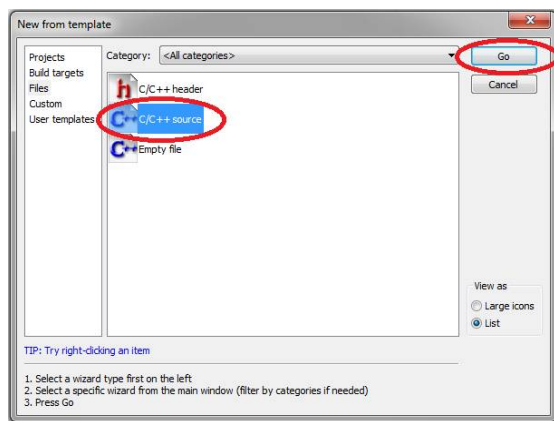 New from template
Projects
Build targets
Files
Custom
User templates
Category: <All categories>
C/C++ header
C/C++ source
Empty file
Go
Cancel
View as
Large icons
List
TIP: Try right-clicking an item
1. Select a wizard type first on the left
2. Select a specific wizard from the main window (filter by categories if needed)
3. Press Go